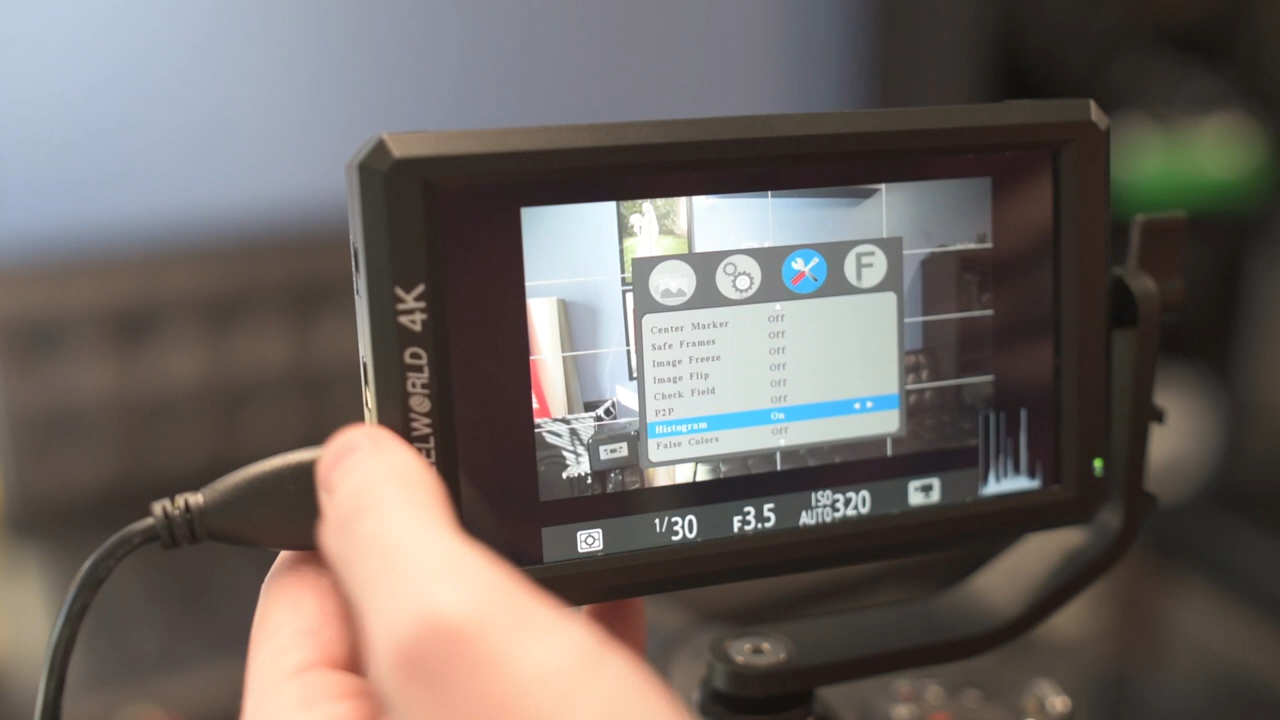 ELWORLD 4K
F
Center Marker Off
Safe Frames Off
Image Freeze Off
Image Flip Off
Check Field Off
P2P Off
Histogram On
False Colors Off
1/30 F3.5 ISO AUTO 320